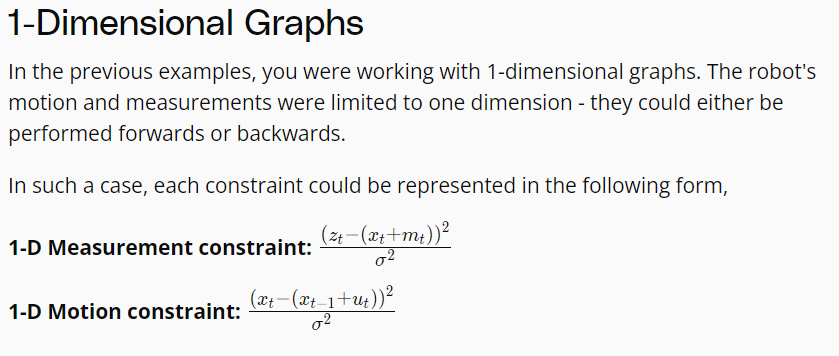 1-Dimensional Graphs
In the previous examples, you were working with 1-dimensional graphs. The robot's
motion and measurements were limited to one dimension - they could either be
performed forwards or backwards.
In such a case, each constraint could be represented in the following form,
1-D Measurement constraint: $\frac{(z_t-(x_t+m_t))^2}{\sigma^2}$
1-D Motion constraint: $\frac{(x_t-(x_{t-1}+u_t))^2}{\sigma^2}$